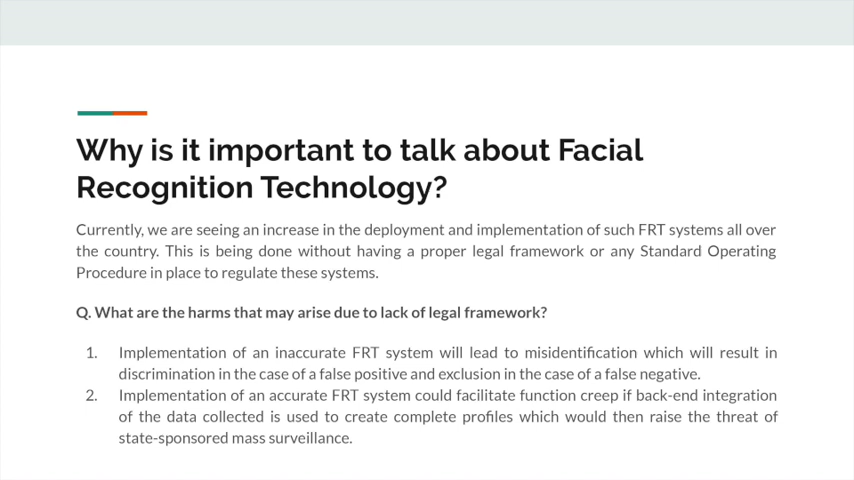 Why is it important to talk about Facial
Recognition Technology?
Currently, we are seeing an increase in the deployment and implementation of such FRT systems all over
the country. This is being done without having a proper legal framework or any Standard Operating
Procedure in place to regulate these systems.
Q. What are the harms that may arise due to lack of legal framework?
1. Implementation of an inaccurate FRT system will lead to misidentification which will result in
discrimination in the case of a false positive and exclusion in the case of a false negative.
2. Implementation of an accurate FRT system could facilitate function creep if back-end integration
of the data collected is used to create complete profiles which would then raise the threat of
state-sponsored mass surveillance.